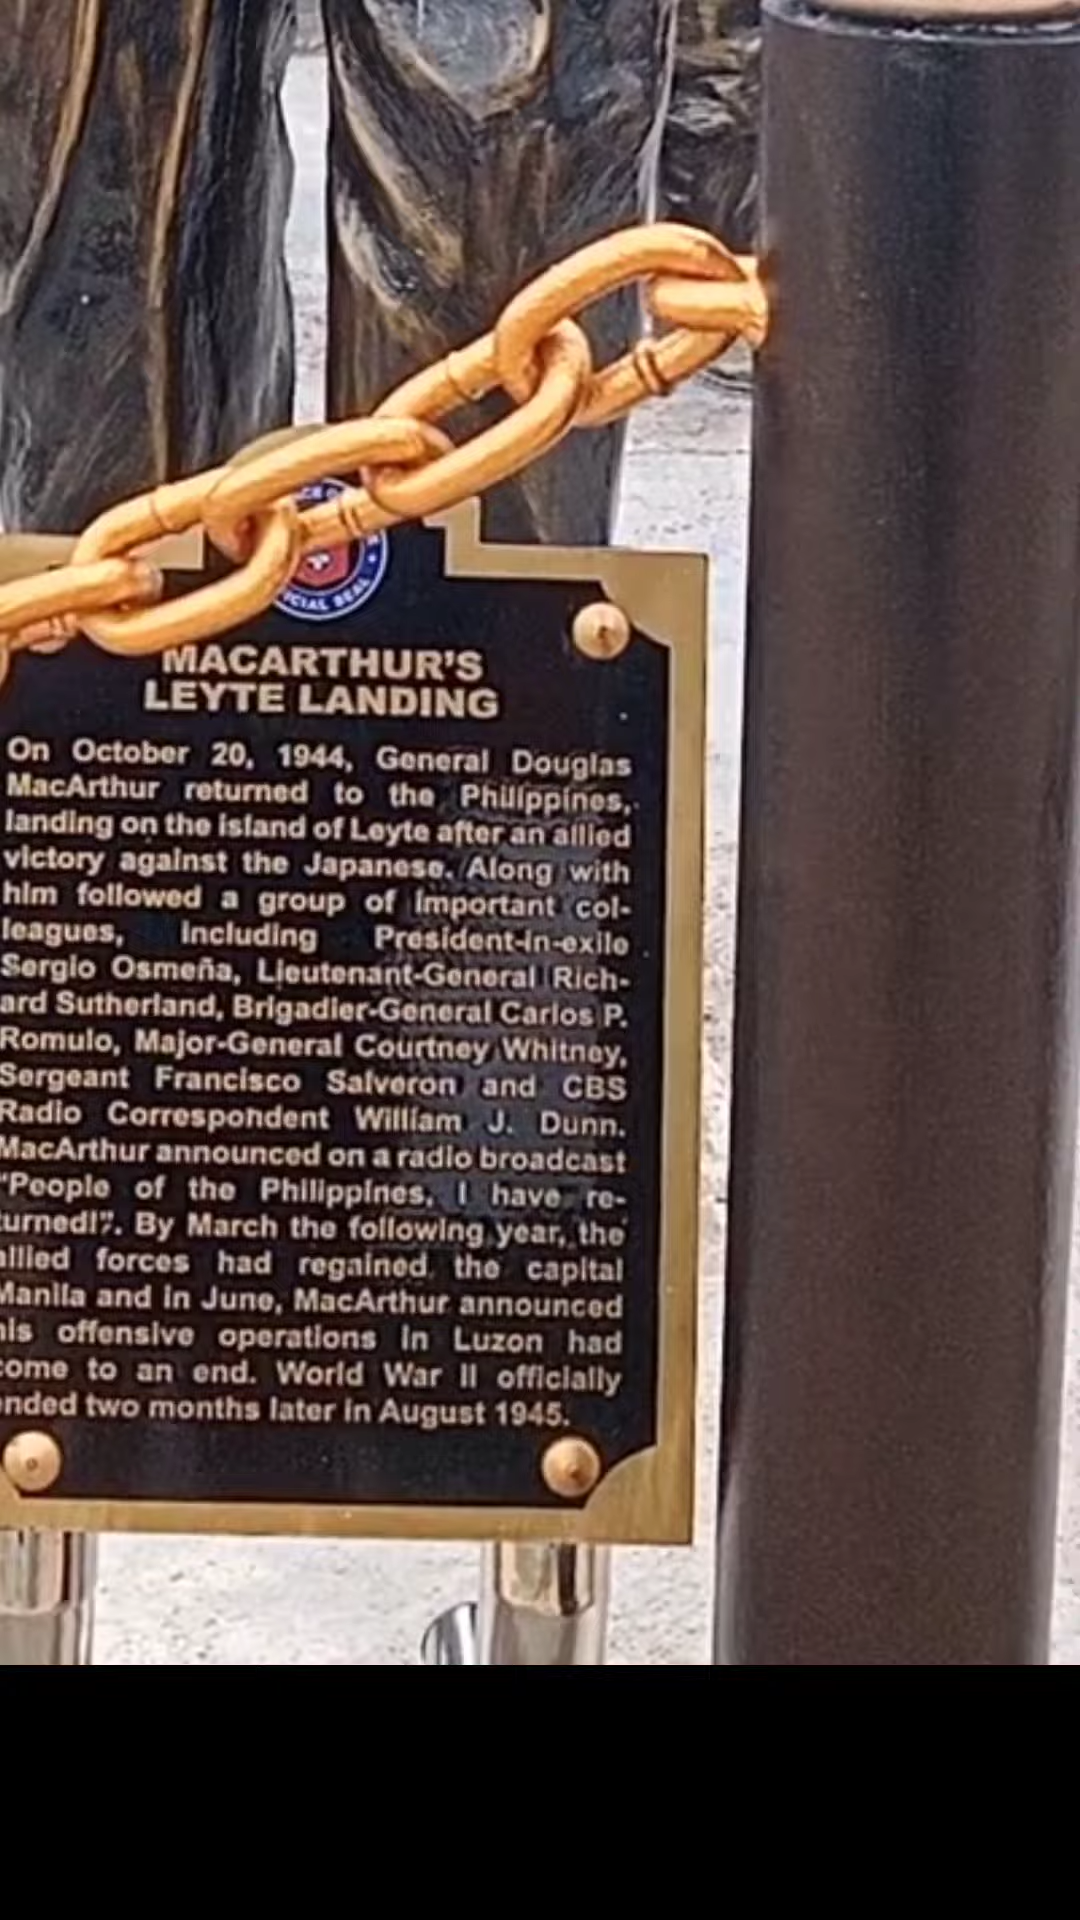 CIAL SEAL
MACARTHUR'S
LEYTE LANDING
On October 20, 1944, General Douglas
MacArthur returned to the Philippines,
landing on the island of Leyte after an allied
victory against the Japanese. Along with
him followed a group of important col-
leagues, including President-in-exile
Sergio Osmeña, Lieutenant-General Rich-
ard Sutherland, Brigadier-General Carlos P.
Romulo, Major-General Courtney Whitney,
Sergeant Francisco Salveron and CBS
Radio Correspondent William J. Dunn.
MacArthur announced on a radio broadcast
"People of the Philippines, I have re-
turned!". By March the following year, the
allied forces had regained the capital
Manila and in June, MacArthur announced
his offensive operations in Luzon had
come to an end. World War II officially
ended two months later in August 1945.